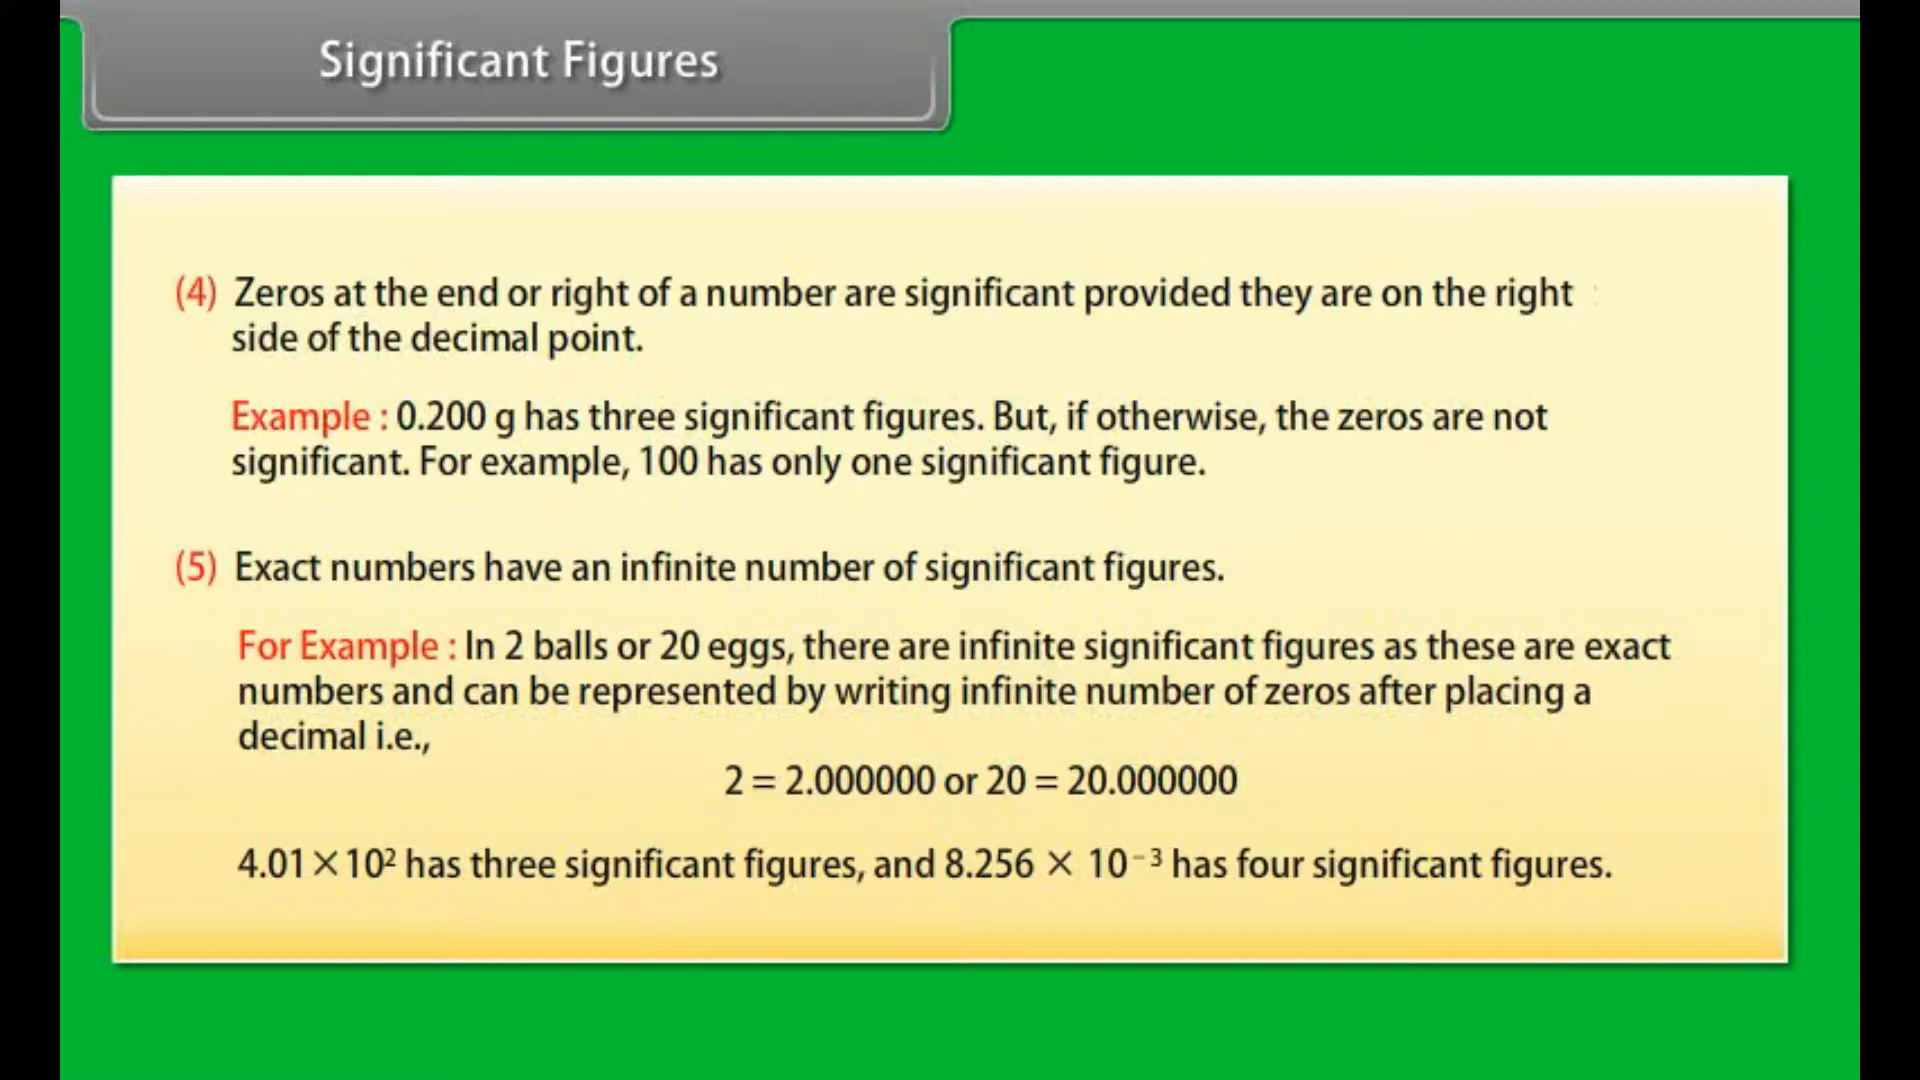 Significant Figures
(4) Zeros at the end or right of a number are significant provided they are on the right
side of the decimal point.
Example : 0.200 g has three significant figures. But, if otherwise, the zeros are not
significant. For example, 100 has only one significant figure.
(5) Exact numbers have an infinite number of significant figures.
For Example : In 2 balls or 20 eggs, there are infinite significant figures as these are exact
numbers and can be represented by writing infinite number of zeros after placing a
decimal i.e.,
2 = 2.000000 or 20 = 20.000000
4.01 × 10² has three significant figures, and 8.256 × 10⁻³ has four significant figures.